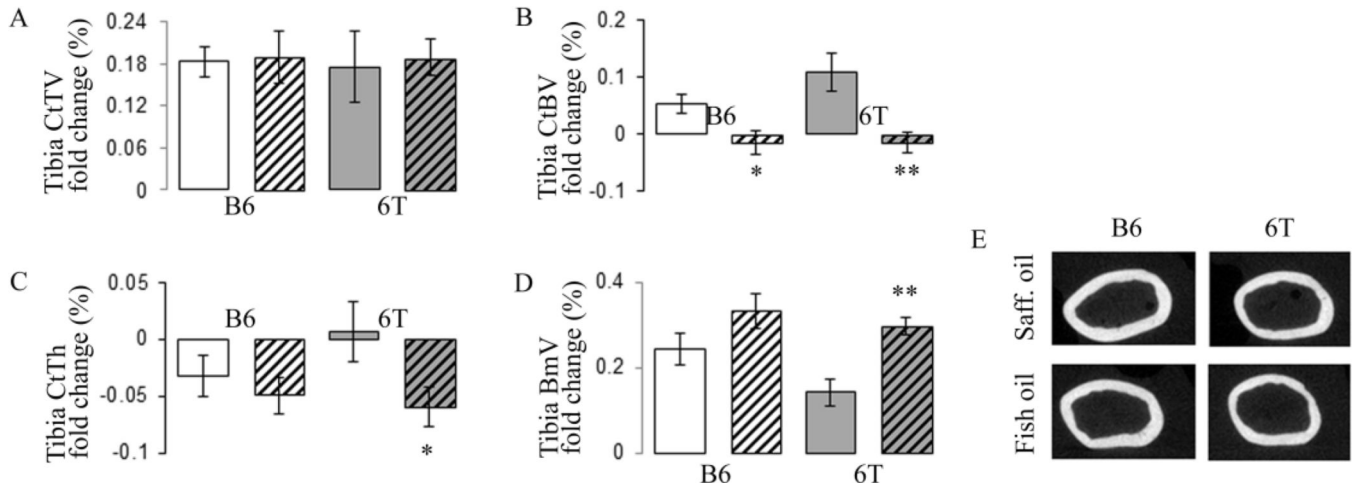 A
Tibia CtTV
fold change (%)
0.24
0.18
0.12
0.06
0
B6
6T
B
Tibia CtBV
fold change (%)
0.2
0.1
0
-0.1
B6
6T
*
**
C
Tibia CtTh
fold change (%)
0.05
0
-0.05
-0.1
B6
6T
*
D
Tibia BmV
fold change (%)
0.4
0.2
0
**
B6
6T
E
B6
6T
Saff. oil
Fish oil